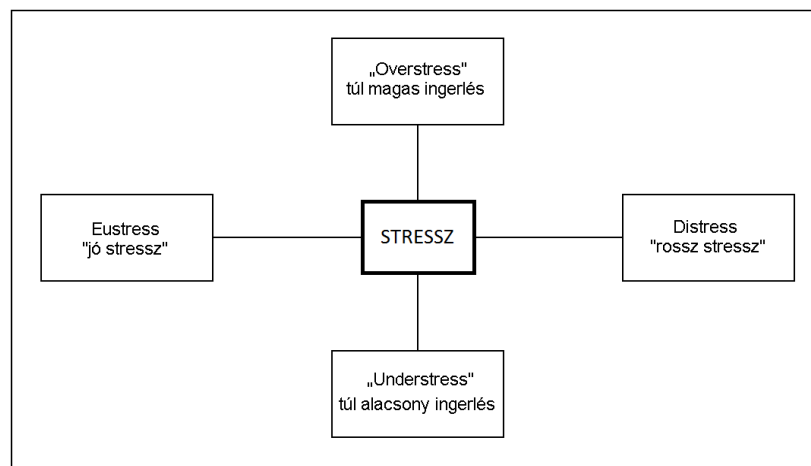 „Overstress"
túl magas ingerlés
Eustress
"jó stressz"
STRESSZ
Distress
"rossz stressz"
„Understress"
túl alacsony ingerlés